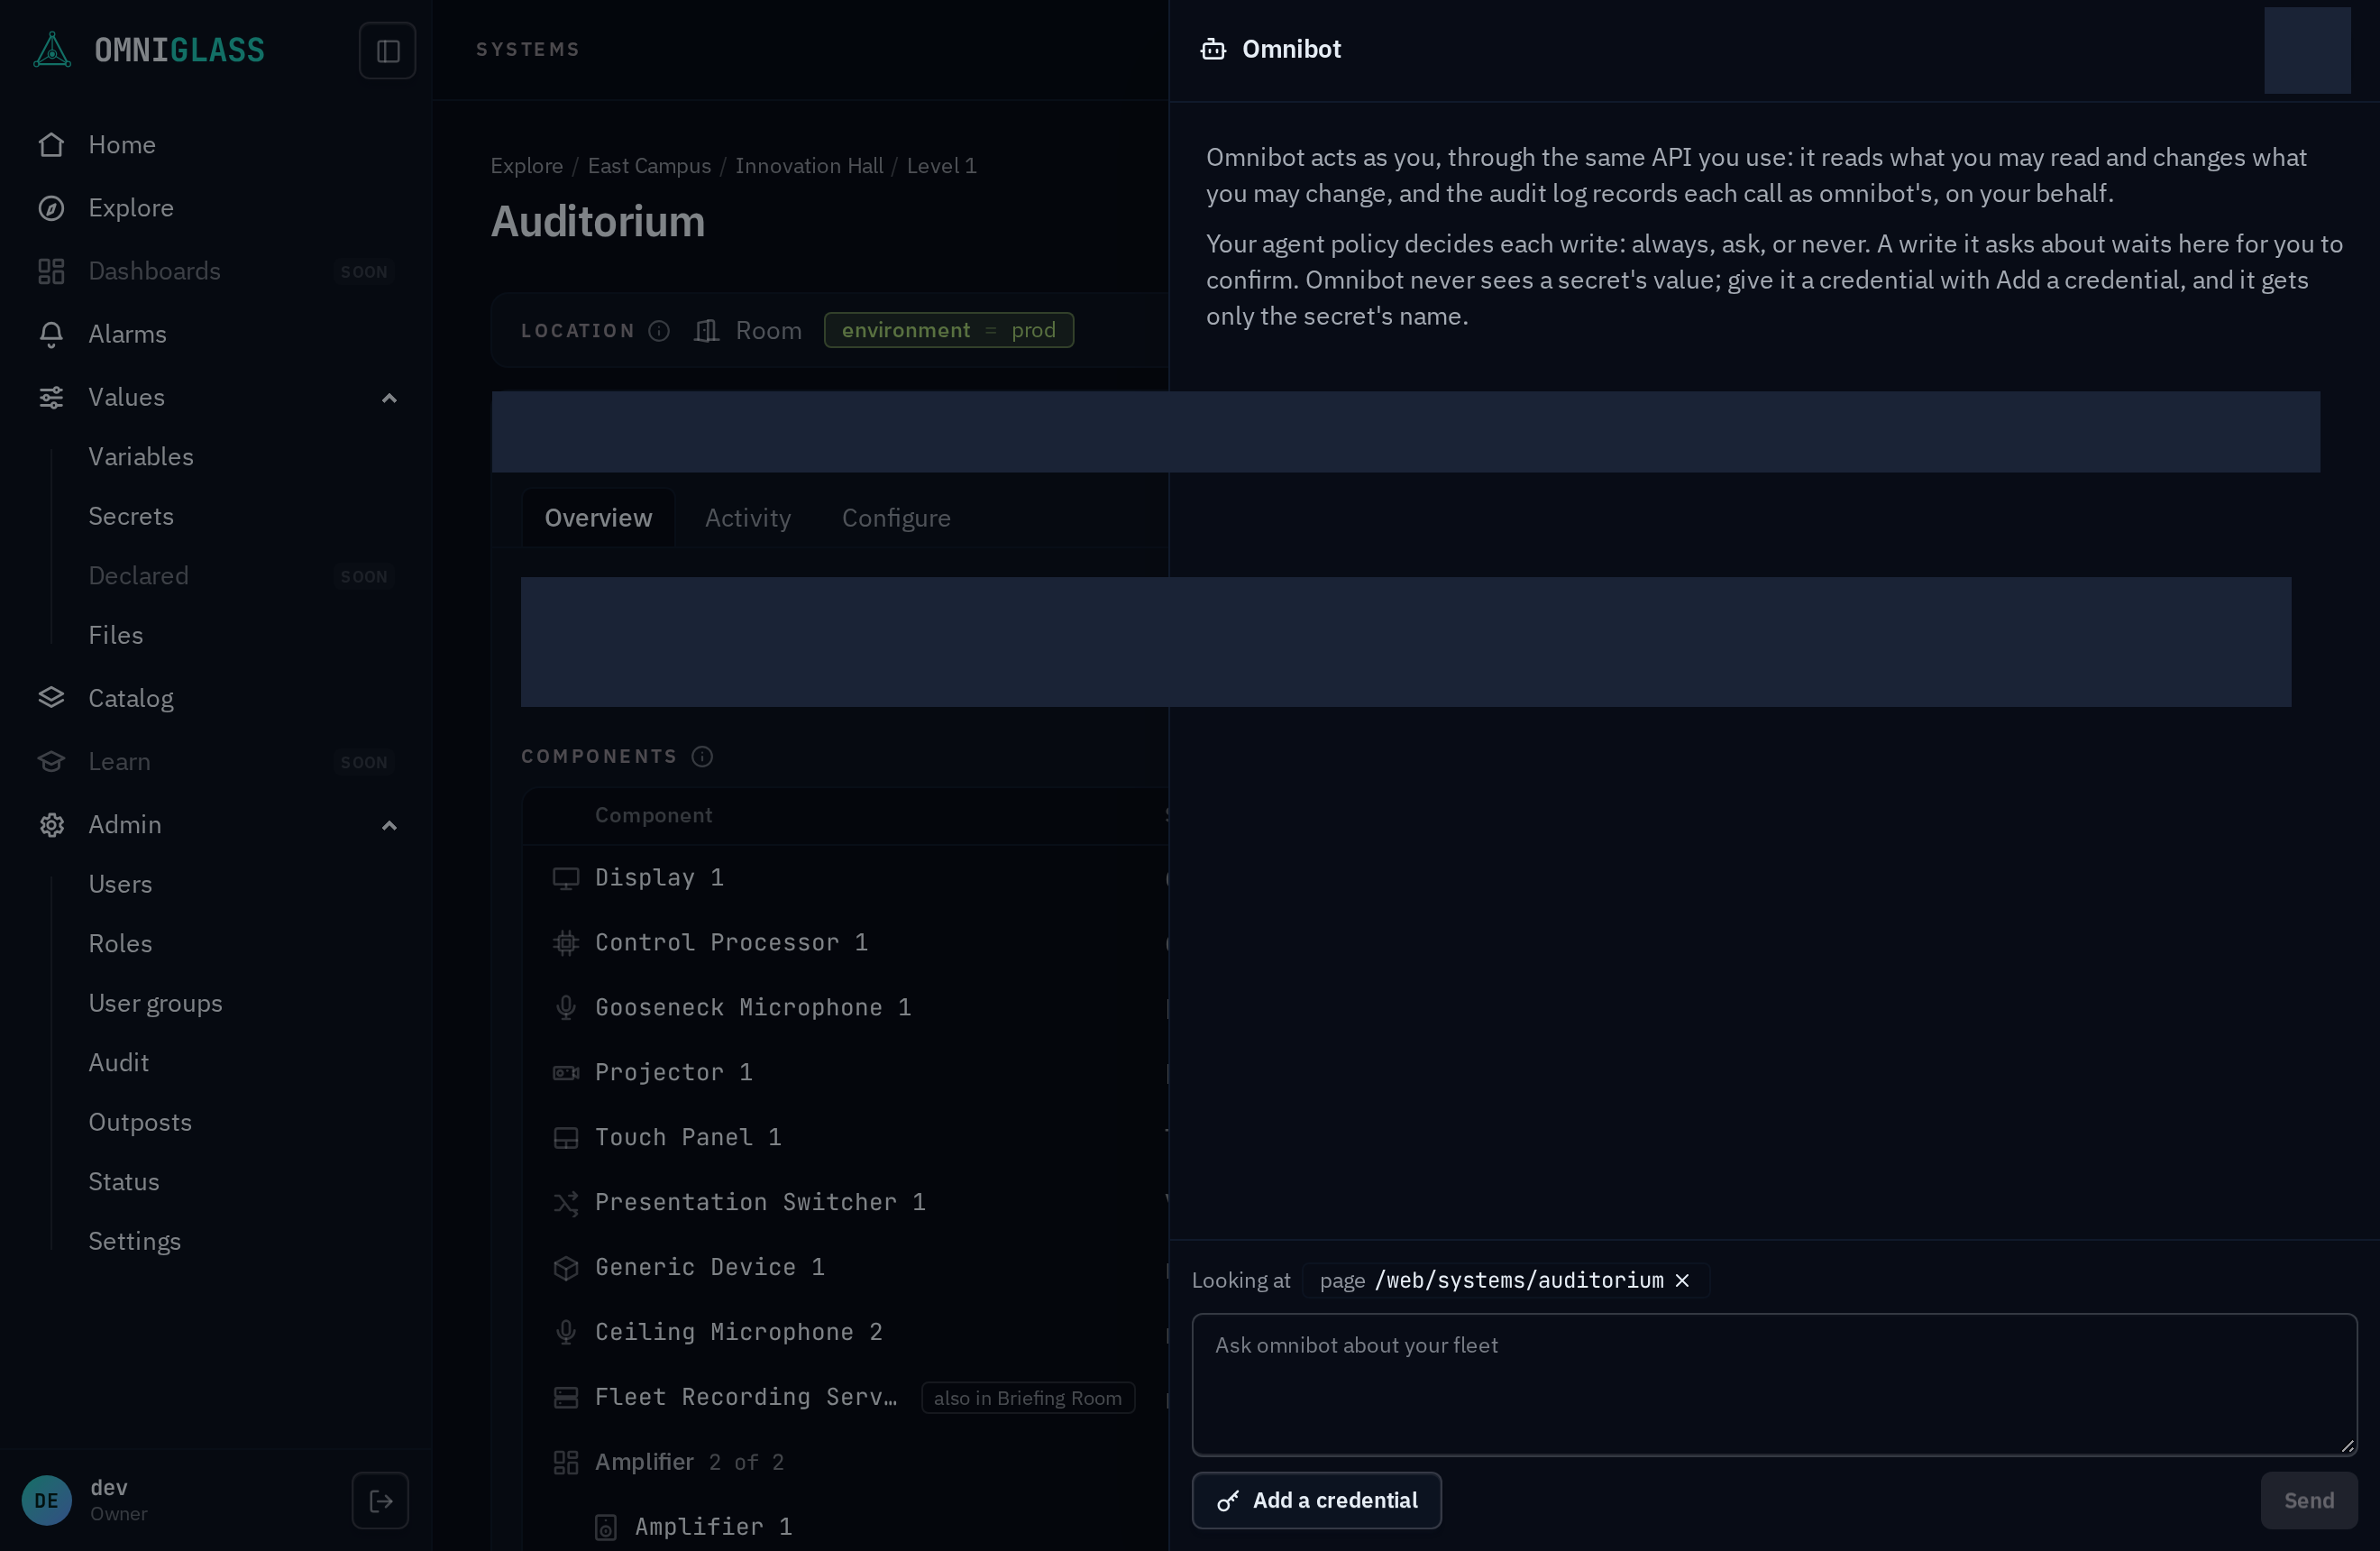 OMNIGLASS
Home
Explore
Dashboards SOON
Alarms
Values
Variables
Secrets
Declared SOON
Files
Catalog
Learn SOON
Admin
Users
Roles
User groups
Audit
Outposts
Status
Settings
DE dev
Owner
SYSTEMS
Explore / East Campus / Innovation Hall / Level 1
Auditorium
LOCATION Room environment = prod
Overview Activity Configure
COMPONENTS
Component
Display 1
Control Processor 1
Gooseneck Microphone 1
Projector 1
Touch Panel 1
Presentation Switcher 1
Generic Device 1
Ceiling Microphone 2
Fleet Recording Serv… also in Briefing Room
Amplifier 2 of 2
Amplifier 1
Omnibot
Omnibot acts as you, through the same API you use: it reads what you may read and changes what
you may change, and the audit log records each call as omnibot's, on your behalf.
Your agent policy decides each write: always, ask, or never. A write it asks about waits here for you to
confirm. Omnibot never sees a secret's value; give it a credential with Add a credential, and it gets
only the secret's name.
Looking at page /web/systems/auditorium
Ask omnibot about your fleet
Add a credential
Send